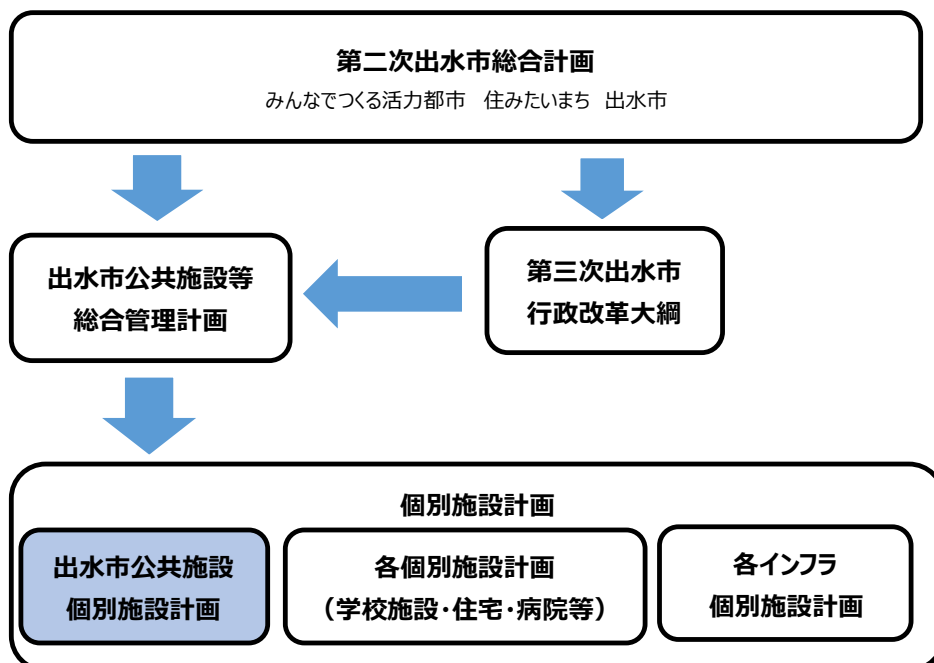 第二次出水市総合計画
みんなでつくる活力都市　住みたいまち　出水市
出水市公共施設等
総合管理計画
第三次出水市
行政改革大綱
個別施設計画
出水市公共施設
個別施設計画
各個別施設計画
（学校施設・住宅・病院等）
各インフラ
個別施設計画